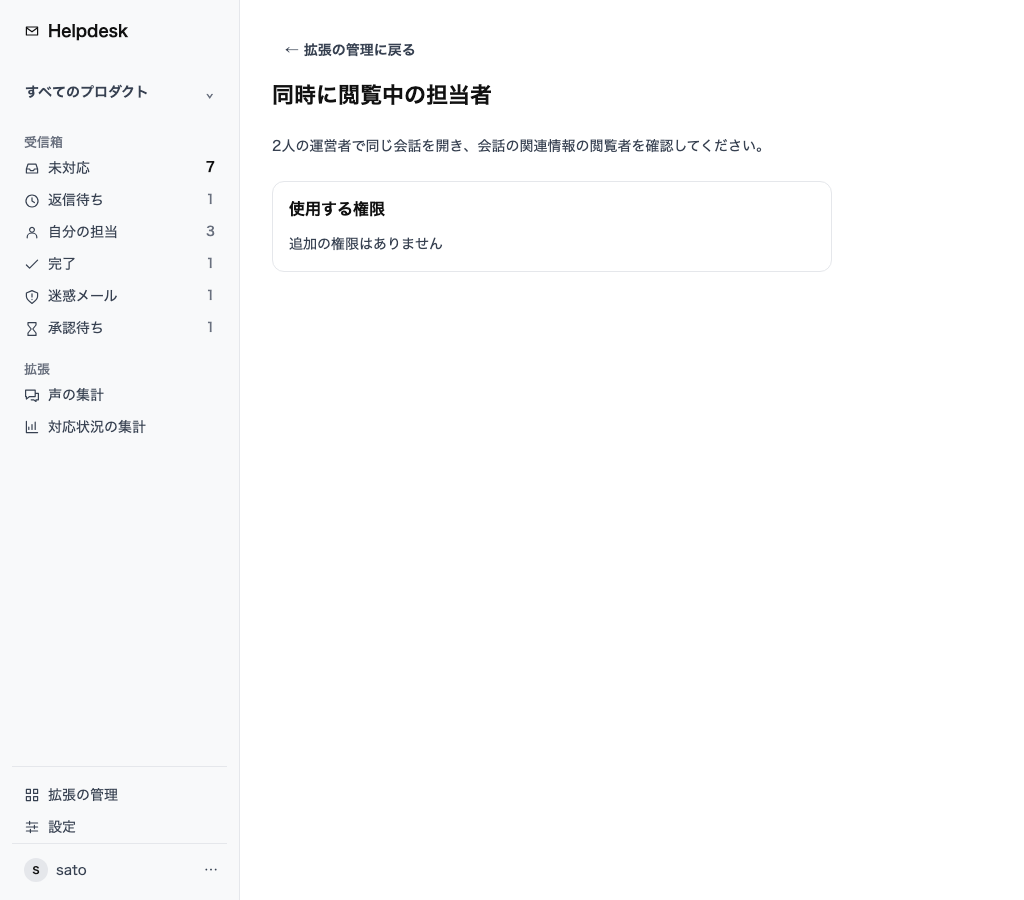 Helpdesk
すべてのプロダクト
受信箱
未対応 7
返信待ち 1
自分の担当 3
完了 1
迷惑メール 1
承認待ち 1
拡張
声の集計
対応状況の集計
拡張の管理
設定
S sato ...
← 拡張の管理に戻る
同時に閲覧中の担当者
2人の運営者で同じ会話を開き、会話の関連情報の閲覧者を確認してください。
使用する権限
追加の権限はありません